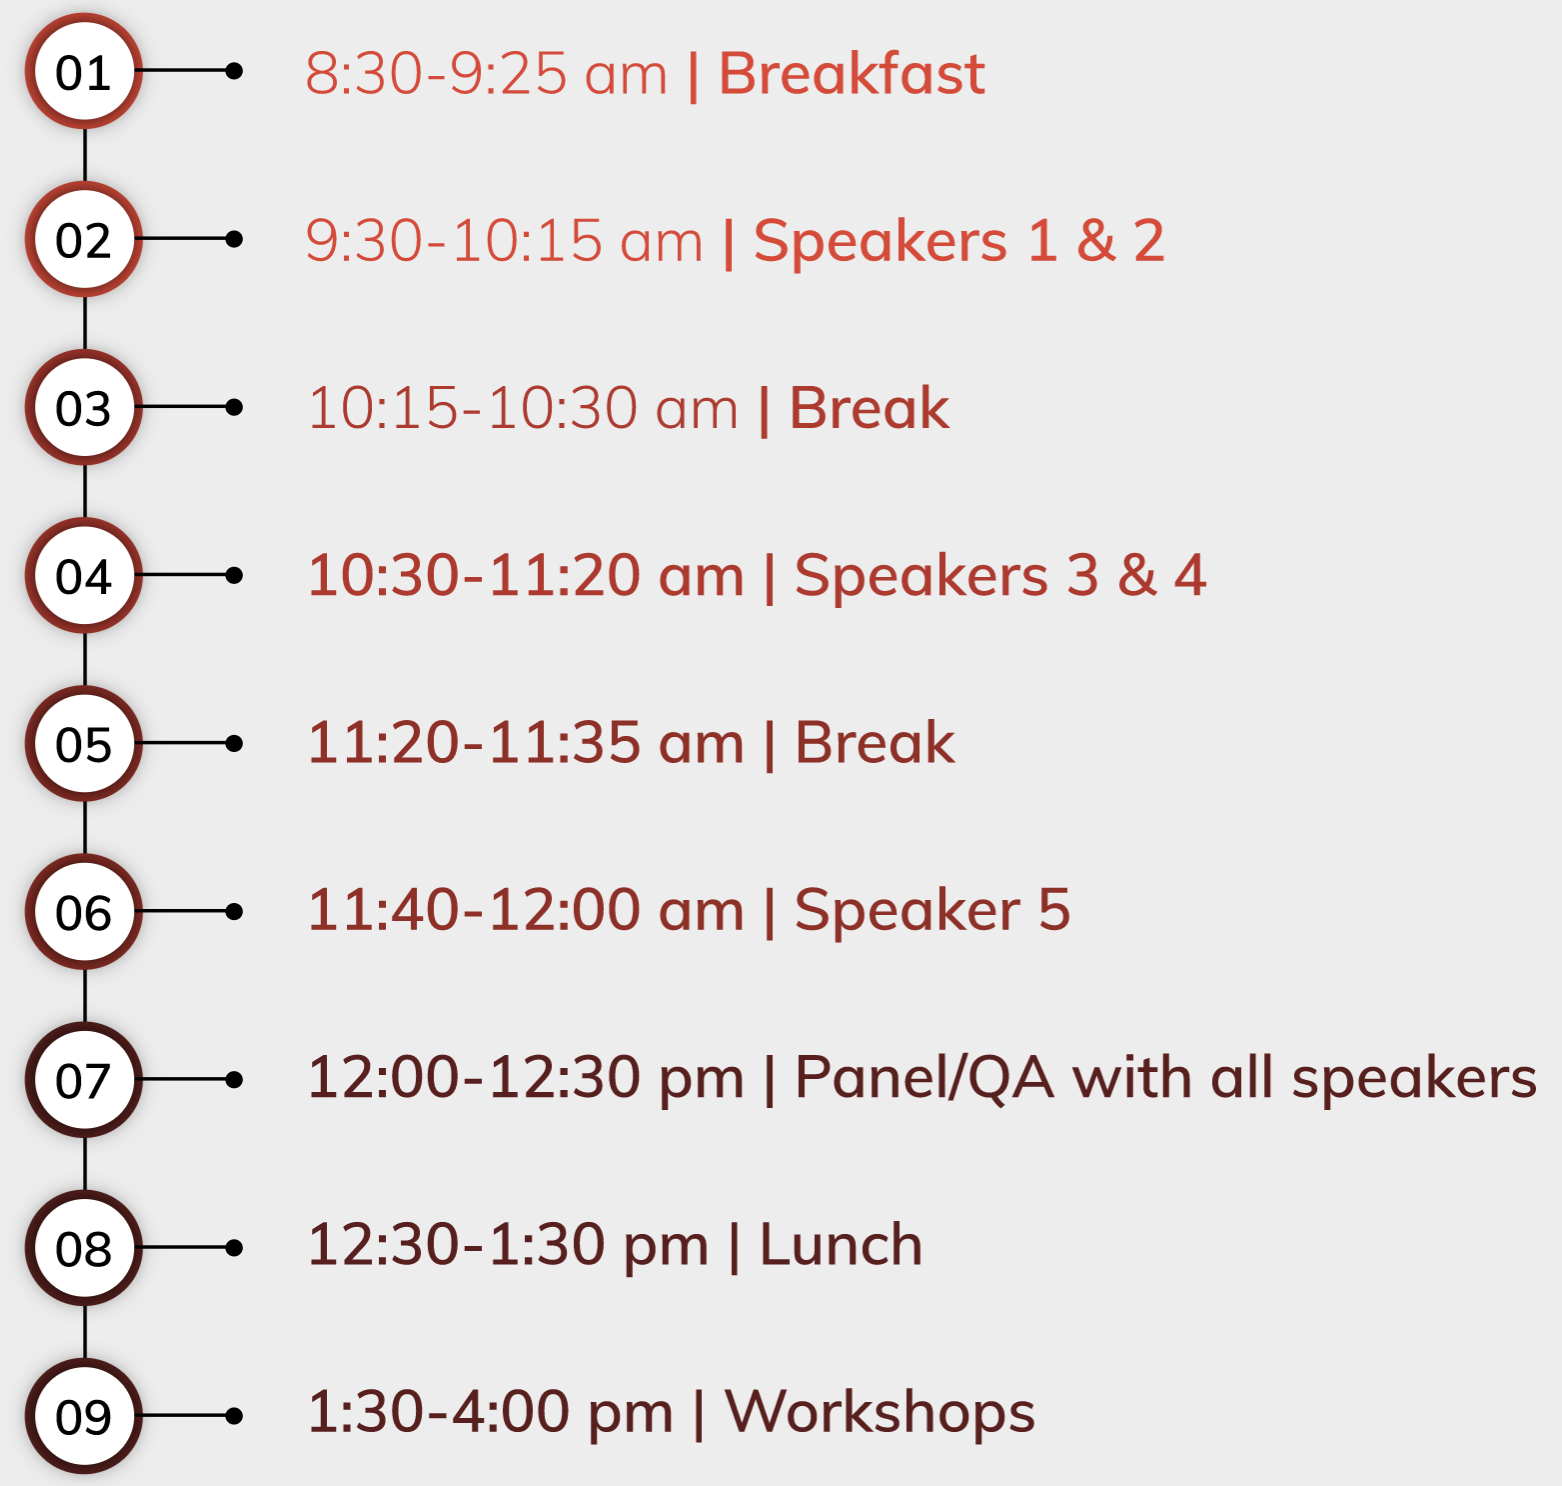 01 8:30-9:25 am | Breakfast
02 9:30-10:15 am | Speakers 1 & 2
03 10:15-10:30 am | Break
04 10:30-11:20 am | Speakers 3 & 4
05 11:20-11:35 am | Break
06 11:40-12:00 am | Speaker 5
07 12:00-12:30 pm | Panel/QA with all speakers
08 12:30-1:30 pm | Lunch
09 1:30-4:00 pm | Workshops